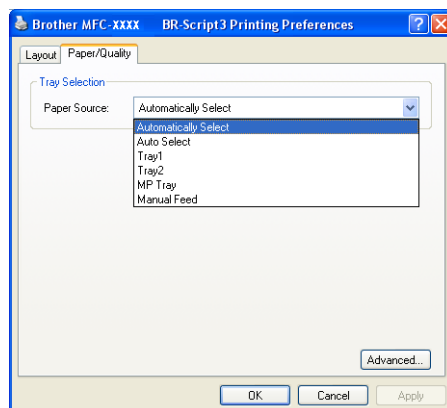 Brother MFC-XXXX BR-Script3 Printing Preferences
Layout Paper/Quality
Tray Selection
Paper Source: Automatically Select
Automatically Select
Auto Select
Tray1
Tray2
MP Tray
Manual Feed
Advanced...
OK Cancel Apply